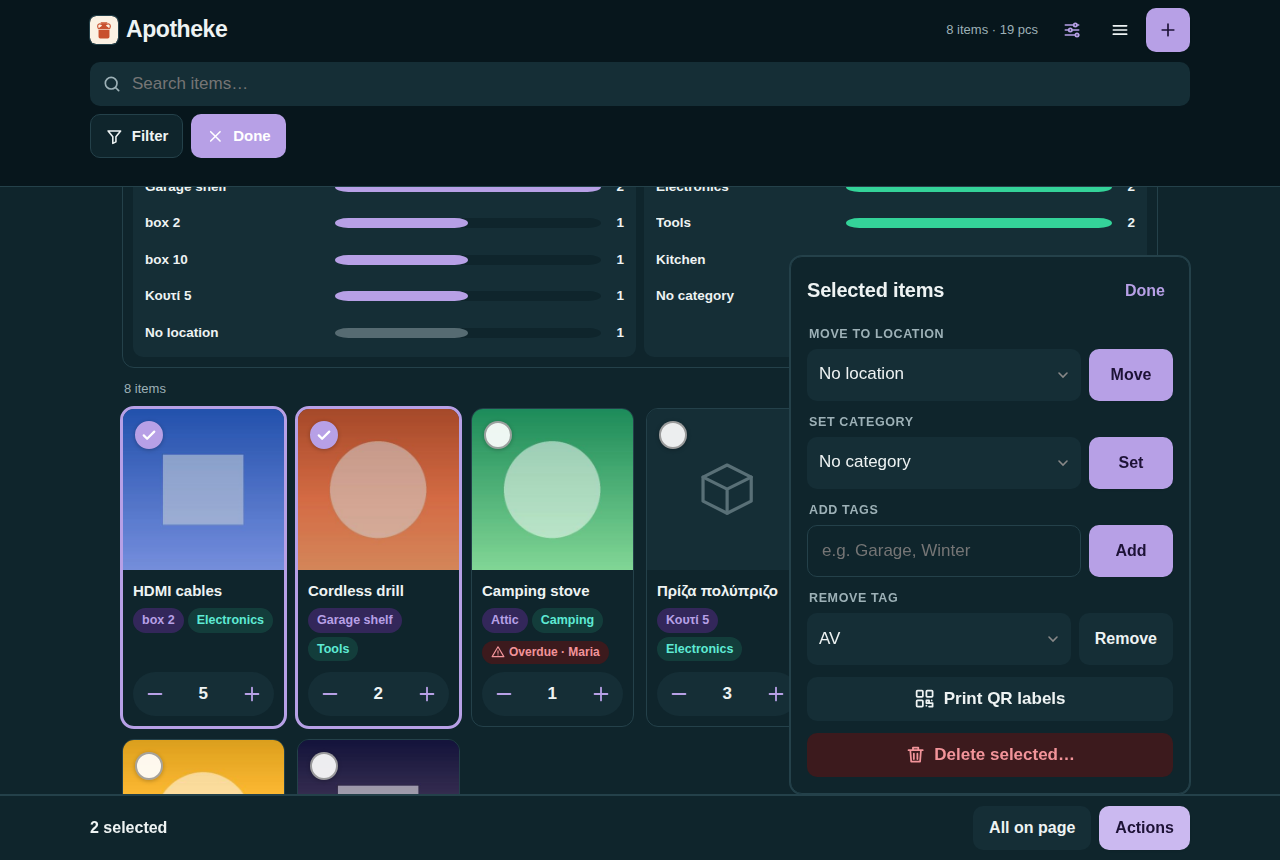 Apotheke
8 items · 19 pcs
Search items…
Filter
Done
Garage shelf 2
Electronics 2
box 2 1
Tools 2
box 10 1
Kitchen
Κουτί 5 1
No category
No location 1
8 items
HDMI cables
box 2 Electronics
5
Cordless drill
Garage shelf
Tools
2
Camping stove
Attic Camping
Overdue · Maria
1
Πρίζα πολύπριζο
Κουτί 5
Electronics
3
Selected items
Done
MOVE TO LOCATION
No location
Move
SET CATEGORY
No category
Set
ADD TAGS
e.g. Garage, Winter
Add
REMOVE TAG
AV
Remove
Print QR labels
Delete selected…
2 selected
All on page
Actions